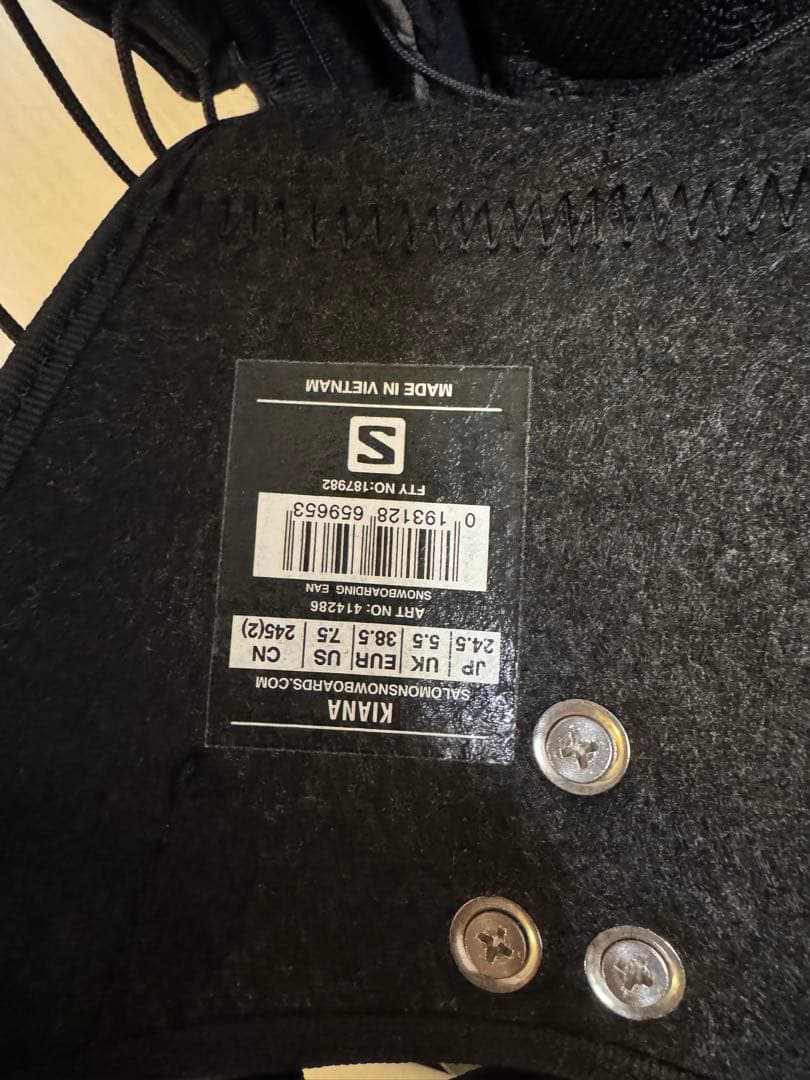 KIANA
SALOMONSNOWBOARDS.COM
JP | UK | EUR | US | CN
24.5 | 5.5 | 38.5 | 7.5 | 245(2)
ART NO: 414286
SNOWBOARDING EAN
0 193128 659653
FTY NO:187982
S
MADE IN VIETNAM